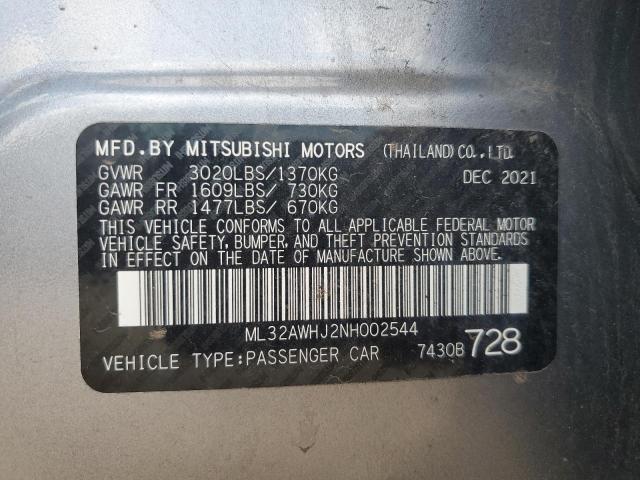 MFD.BY MITSUBISHI MOTORS (THAILAND) CO.,LTD.
GVWR 3020LBS/1370KG DEC 2021
GAWR FR 1609LBS/ 730KG
GAWR RR 1477LBS/ 670KG
THIS VEHICLE CONFORMS TO ALL APPLICABLE FEDERAL MOTOR
VEHICLE SAFETY, BUMPER, AND THEFT PREVENTION STANDARDS
IN EFFECT ON THE DATE OF MANUFACTURE SHOWN ABOVE.
ML32AWHJ2NH002544
VEHICLE TYPE:PASSENGER CAR 7430B 728